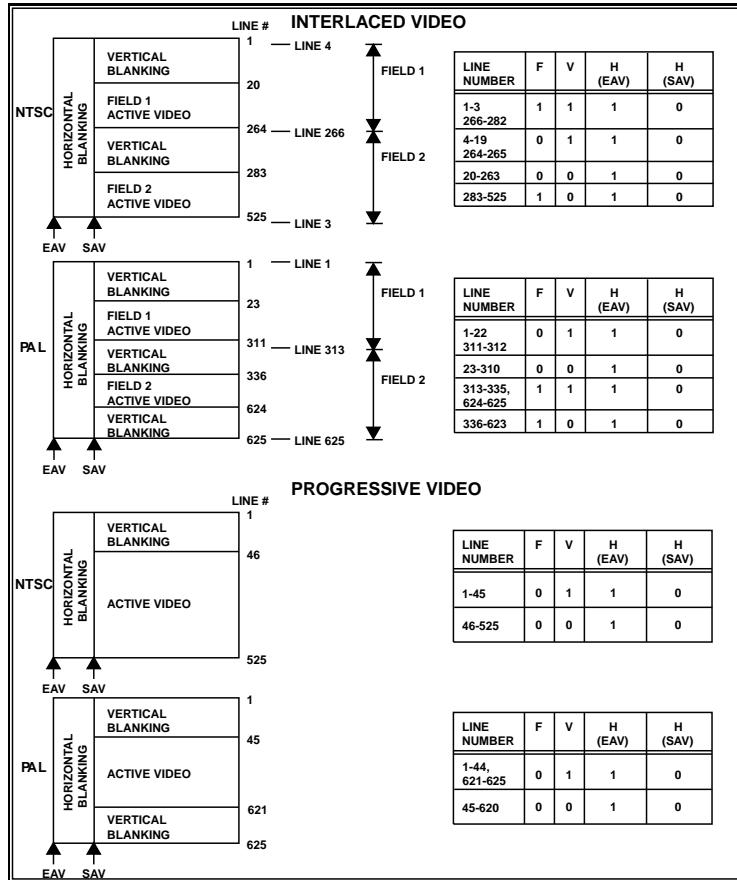 INTERLACED VIDEO
LINE #
NTSC
HORIZONTAL
BLANKING
VERTICAL
BLANKING
FIELD 1
ACTIVE VIDEO
VERTICAL
BLANKING
FIELD 2
ACTIVE VIDEO
1
20
264
283
525
LINE 4
LINE 266
LINE 3
FIELD 1
FIELD 2
EAV SAV
LINE NUMBER F V H (EAV) H (SAV)
1-3
266-282 1 1 1 0
4-19
264-265 0 1 1 0
20-263 0 0 1 0
283-525 1 0 1 0
PAL
HORIZONTAL
BLANKING
VERTICAL
BLANKING
FIELD 1
ACTIVE VIDEO
VERTICAL
BLANKING
FIELD 2
ACTIVE VIDEO
VERTICAL
BLANKING
1
23
311
336
624
625
LINE 1
LINE 313
LINE 625
FIELD 1
FIELD 2
EAV SAV
LINE NUMBER F V H (EAV) H (SAV)
1-22
311-312 0 1 1 0
23-310 0 0 1 0
313-335,
624-625 1 1 1 0
336-623 1 0 1 0
PROGRESSIVE VIDEO
LINE #
NTSC
HORIZONTAL
BLANKING
VERTICAL
BLANKING
ACTIVE VIDEO
1
46
525
EAV SAV
LINE NUMBER F V H (EAV) H (SAV)
1-45 0 1 1 0
46-525 0 0 1 0
PAL
HORIZONTAL
BLANKING
VERTICAL
BLANKING
ACTIVE VIDEO
VERTICAL
BLANKING
1
45
621
625
EAV SAV
LINE NUMBER F V H (EAV) H (SAV)
1-44,
621-625 0 1 1 0
45-620 0 0 1 0